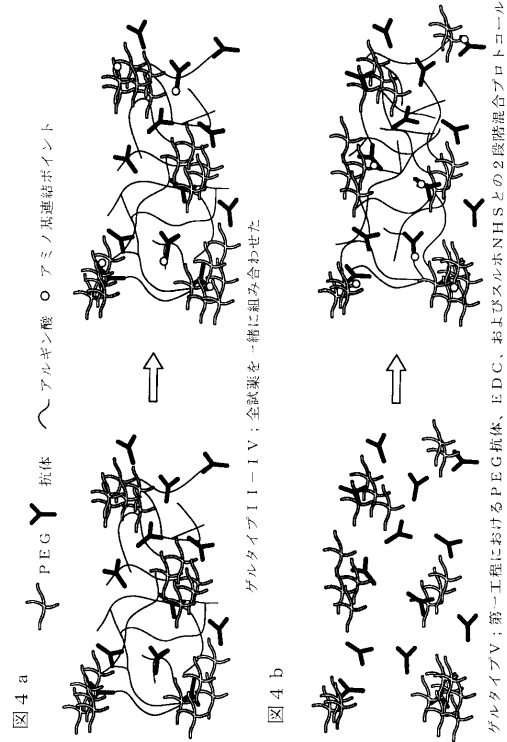 図4a
PEG 抗体 アルギン酸 アミノ基連結ポイント
ゲルタイプII-IV;全試薬を一緒に組み合わせた
図4b
ゲルタイプV;第一工程におけるPEG抗体、EDC、およびスルホNHSとの2段階混合プロトコール